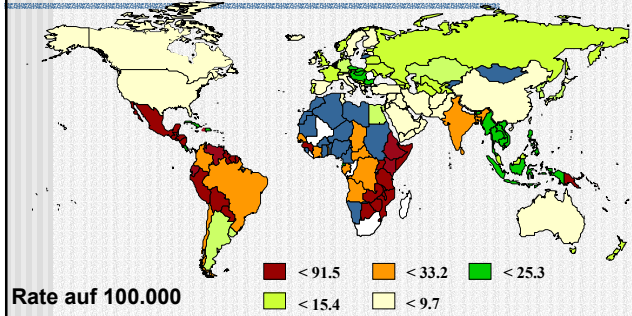 < 91.5 < 33.2 < 25.3
Rate auf 100.000 < 15.4 < 9.7